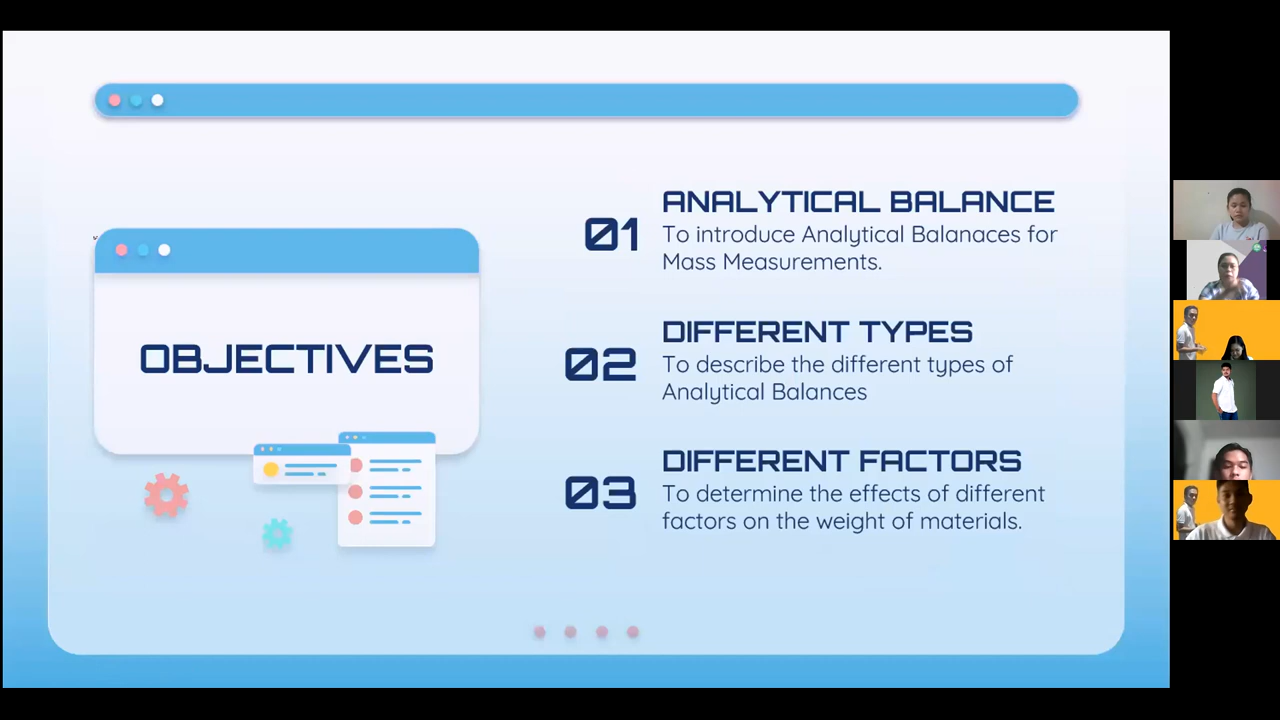 OBJECTIVES
01
ANALYTICAL BALANCE
To introduce Analytical Balanaces for
Mass Measurements.
02
DIFFERENT TYPES
To describe the different types of
Analytical Balances
03
DIFFERENT FACTORS
To determine the effects of different
factors on the weight of materials.